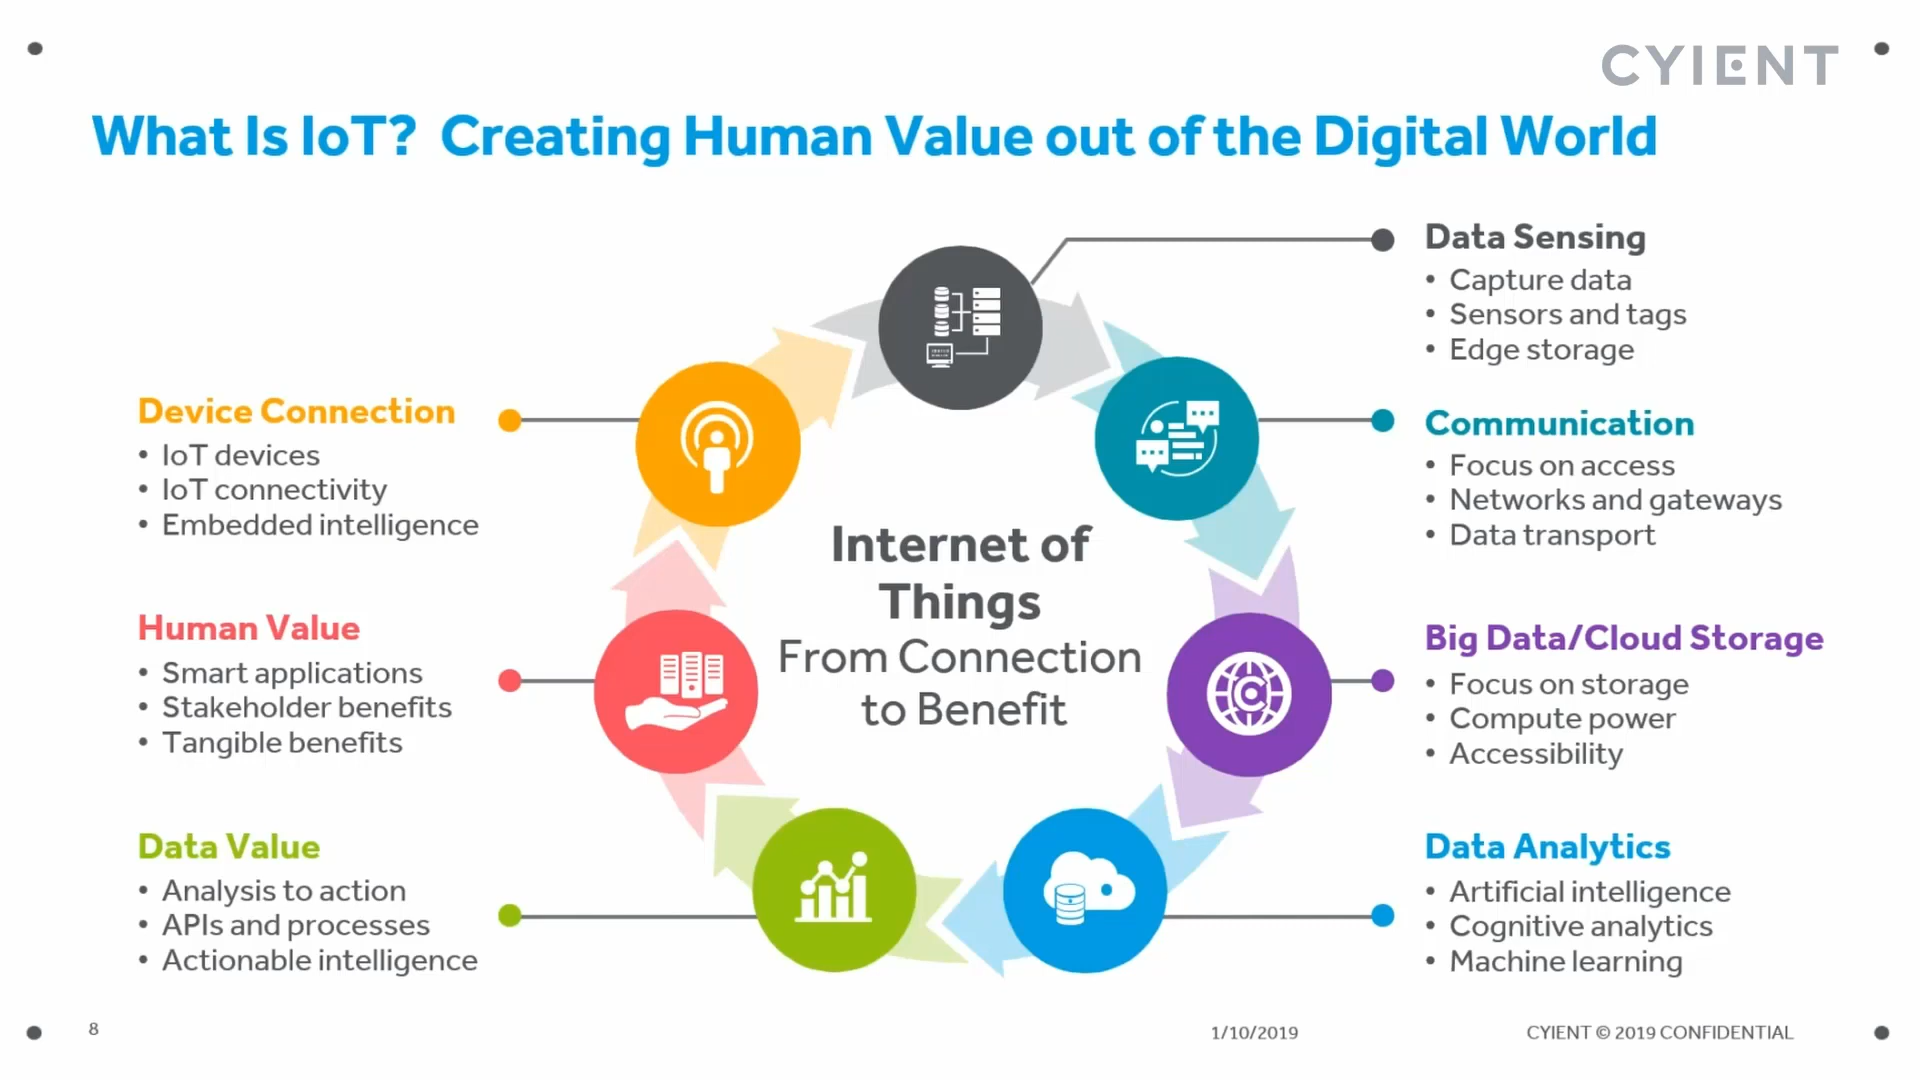 CYIENT
What Is IoT? Creating Human Value out of the Digital World
Data Sensing
• Capture data
• Sensors and tags
• Edge storage
Communication
• Focus on access
• Networks and gateways
• Data transport
Big Data/Cloud Storage
• Focus on storage
• Compute power
• Accessibility
Data Analytics
• Artificial intelligence
• Cognitive analytics
• Machine learning
Data Value
• Analysis to action
• APIs and processes
• Actionable intelligence
Human Value
• Smart applications
• Stakeholder benefits
• Tangible benefits
Device Connection
• IoT devices
• IoT connectivity
• Embedded intelligence
Internet of
Things
From Connection
to Benefit
8
1/10/2019
CYIENT © 2019 CONFIDENTIAL